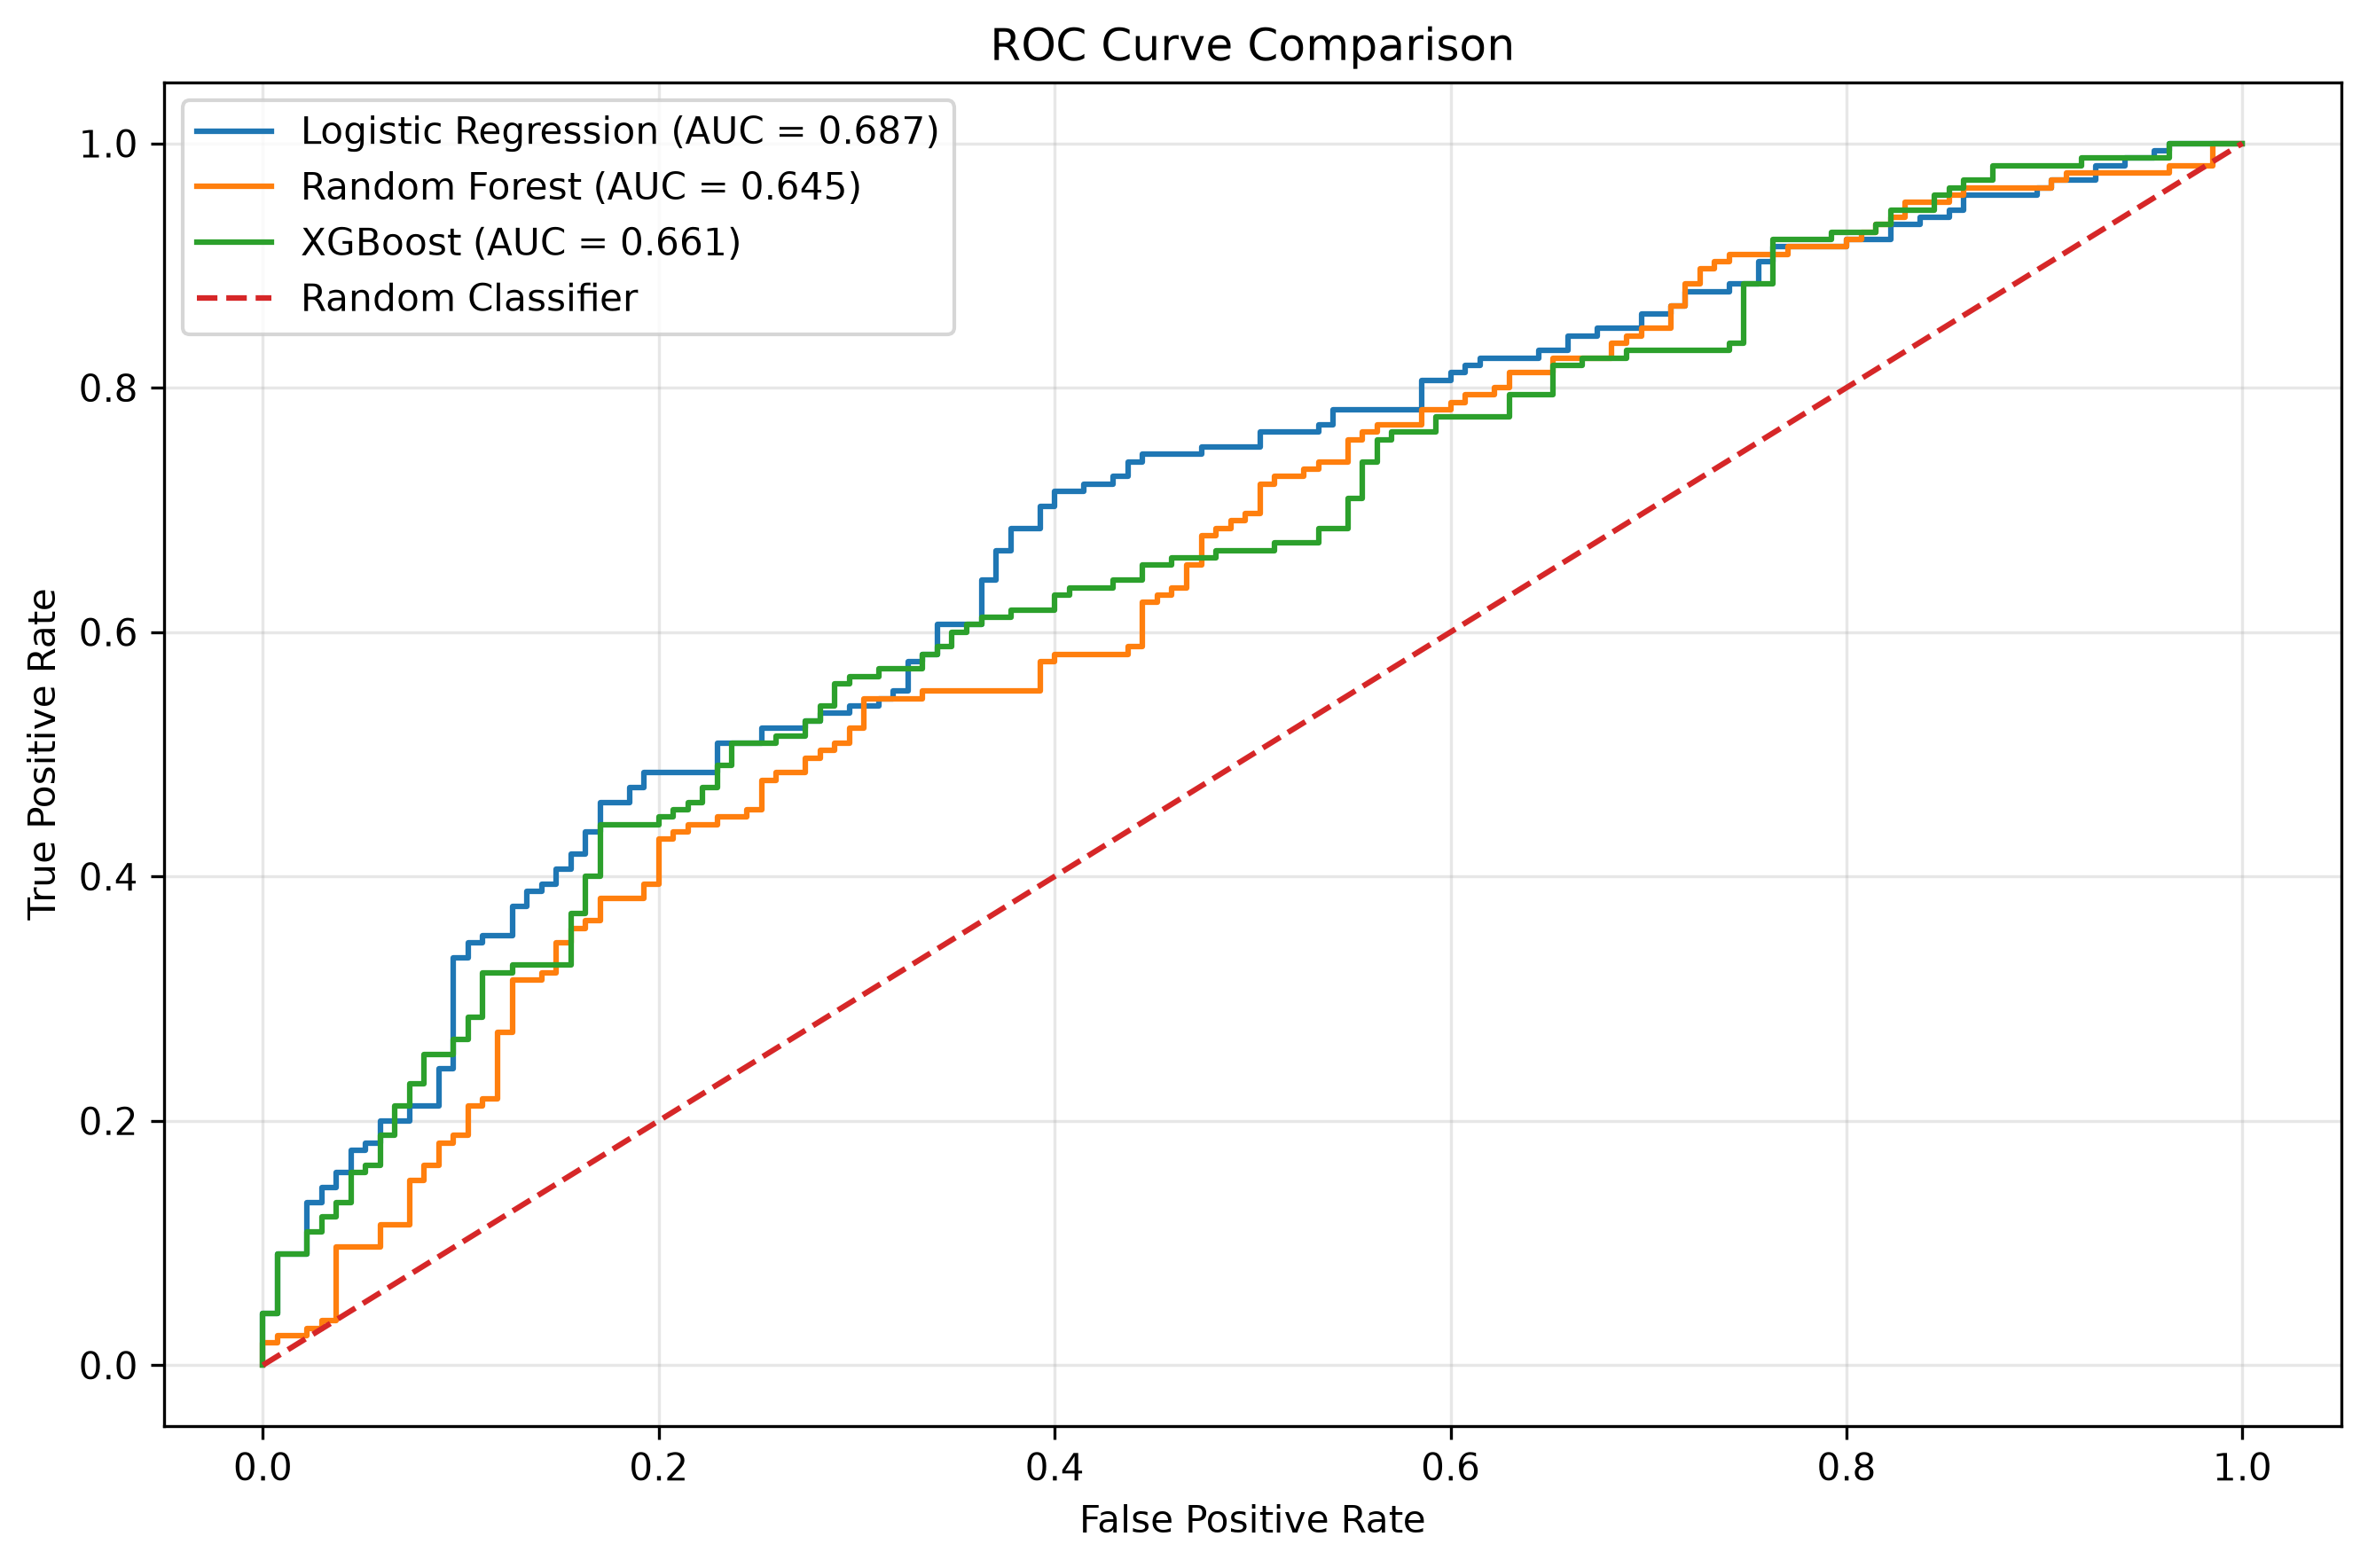 ROC Curve Comparison
Logistic Regression (AUC = 0.687)
Random Forest (AUC = 0.645)
XGBoost (AUC = 0.661)
Random Classifier
True Positive Rate
1.0
0.8
0.6
0.4
0.2
0.0
0.0 0.2 0.4 0.6 0.8 1.0
False Positive Rate